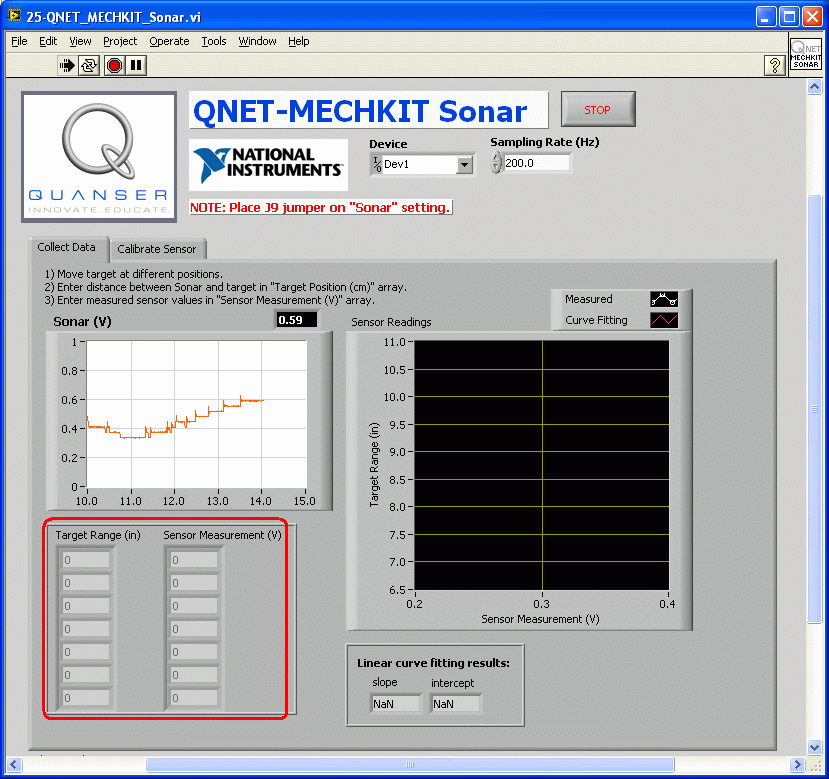 25-QNET_MECHKIT_Sonar.vi
File Edit View Project Operate Tools Window Help
QNET
MECHKIT
SONAR
QUANSER
INNOVATE. EDUCATE.
QNET-MECHKIT Sonar
STOP
NATIONAL
INSTRUMENTS
Device
Dev1
Sampling Rate (Hz)
200.0
NOTE: Place J9 jumper on "Sonar" setting.
Collect Data
Calibrate Sensor
1) Move target at different positions.
2) Enter distance between Sonar and target in "Target Position (cm)" array.
3) Enter measured sensor values in "Sensor Measurement (V)" array.
Sonar (V)
0.59
1
0.8
0.6
0.4
0.2
0
10.0 11.0 12.0 13.0 14.0 15.0
Sensor Readings
Measured
Curve Fitting
Target Range (in)
11.0
10.5
10.0
9.5
9.0
8.5
8.0
7.5
7.0
6.5
0.2 0.3 0.4
Sensor Measurement (V)
Target Range (in) Sensor Measurement (V)
0 0
0 0
0 0
0 0
0 0
0 0
0 0
Linear curve fitting results:
slope intercept
NaN NaN